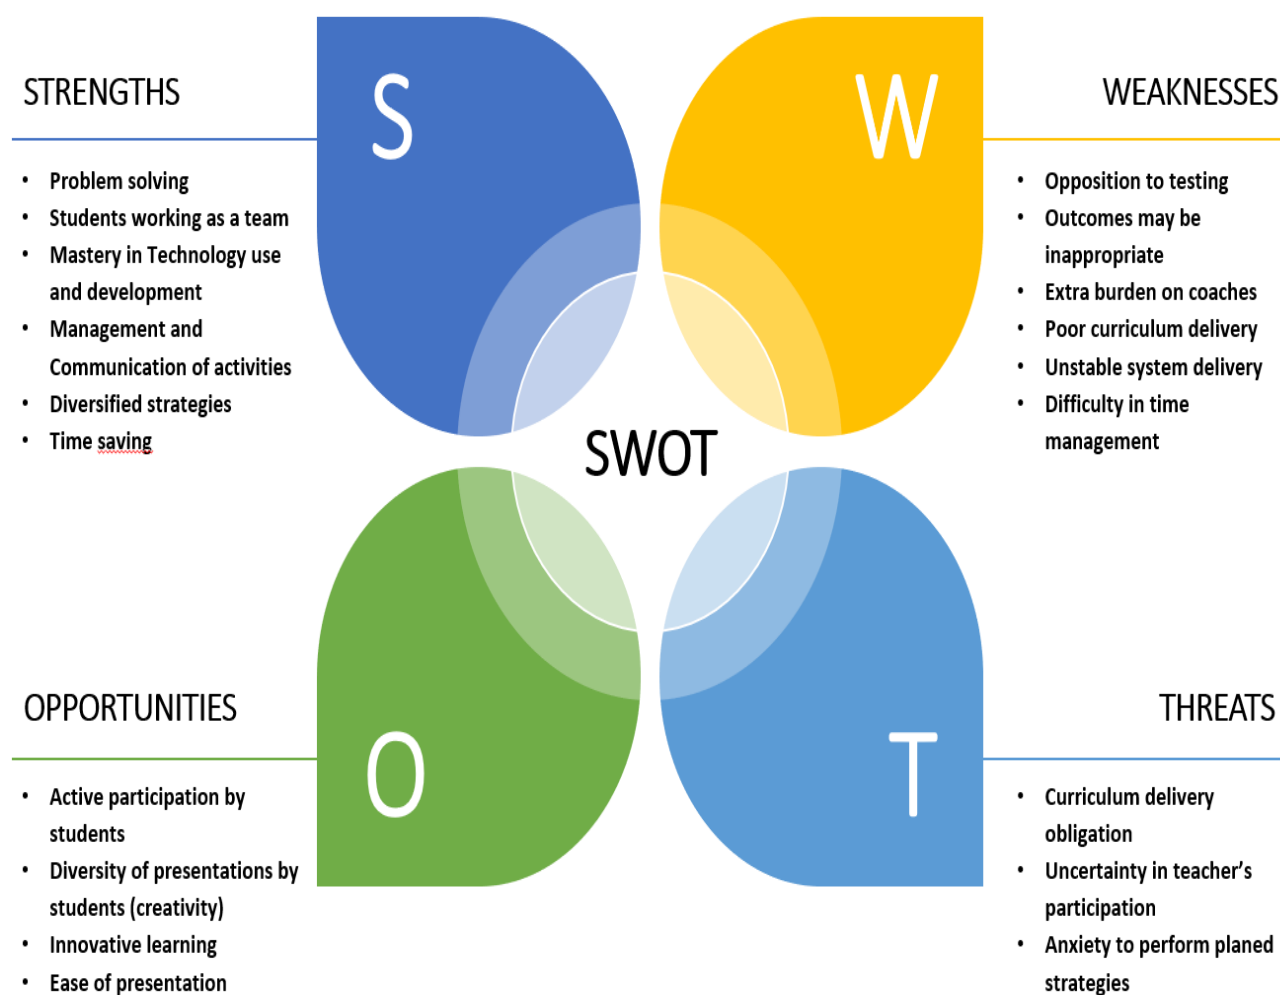 STRENGTHS
S
• Problem solving
• Students working as a team
• Mastery in Technology use
and development
• Management and
Communication of activities
• Diversified strategies
• Time saving
W
WEAKNESSES
• Opposition to testing
• Outcomes may be
inappropriate
• Extra burden on coaches
• Poor curriculum delivery
• Unstable system delivery
• Difficulty in time
management
SWOT
OPPORTUNITIES
O
• Active participation by
students
• Diversity of presentations by
students (creativity)
• Innovative learning
• Ease of presentation
T
THREATS
• Curriculum delivery
obligation
• Uncertainty in teacher’s
participation
• Anxiety to perform planed
strategies